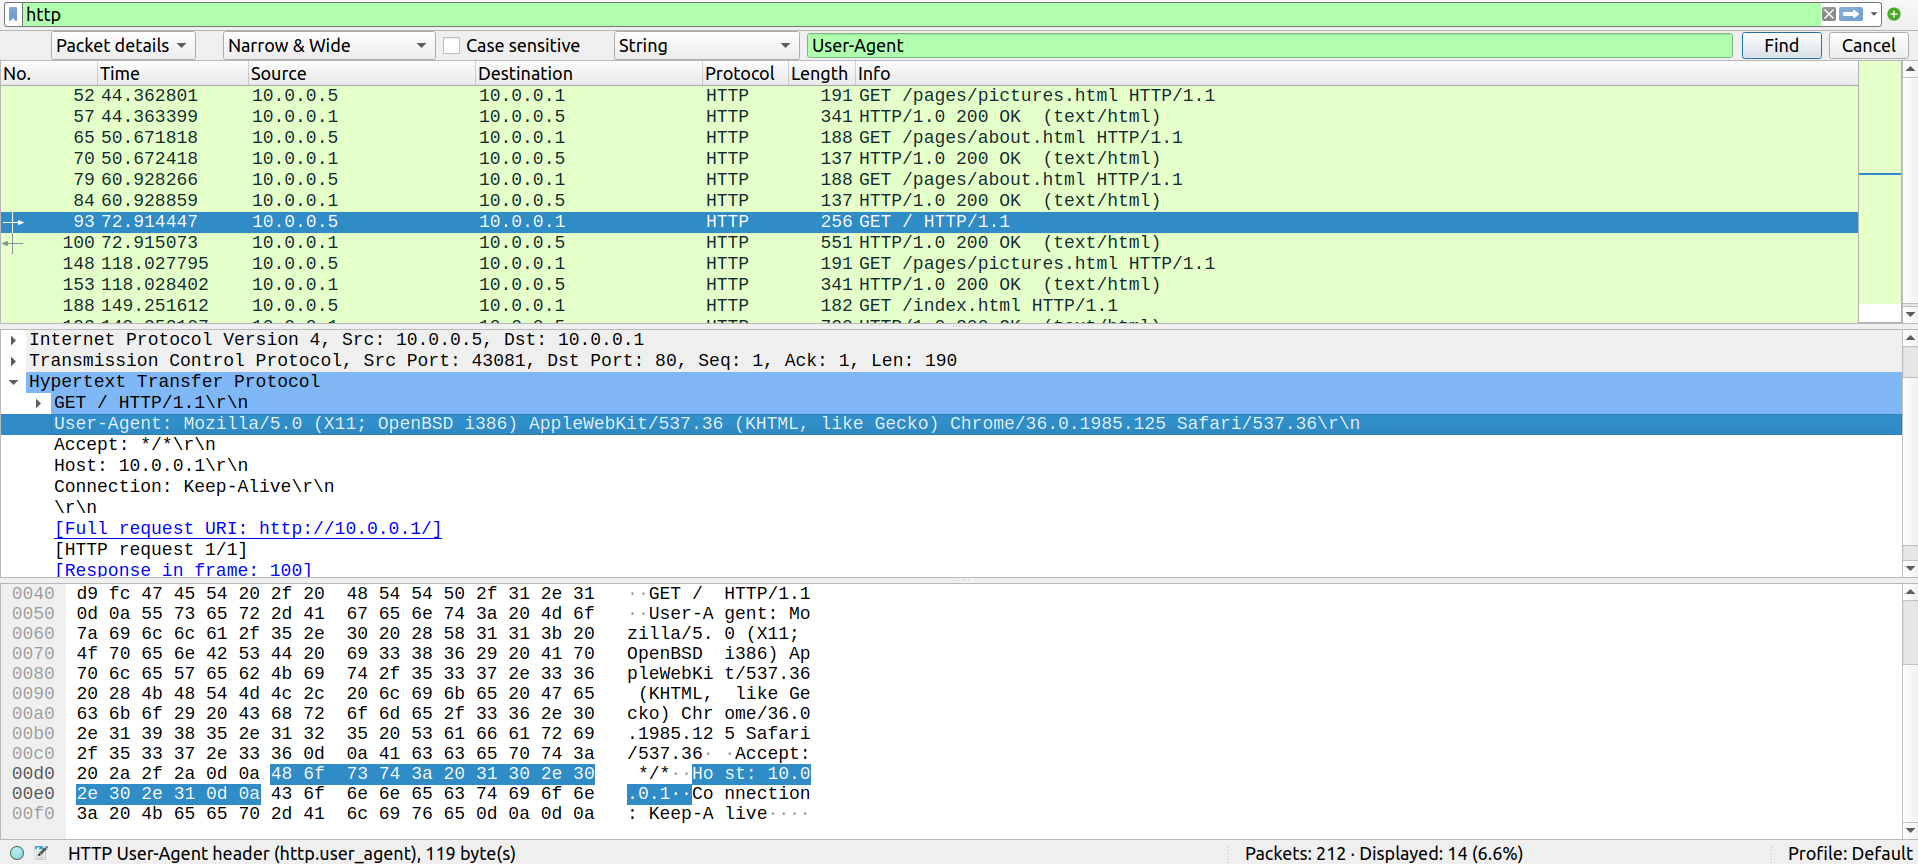 http
Packet details Narrow & Wide Case sensitive String User-Agent Find Cancel
No. Time Source Destination Protocol Length Info
52 44.362801 10.0.0.5 10.0.0.1 HTTP 191 GET /pages/pictures.html HTTP/1.1
57 44.363399 10.0.0.1 10.0.0.5 HTTP 341 HTTP/1.0 200 OK  (text/html)
65 50.671818 10.0.0.5 10.0.0.1 HTTP 188 GET /pages/about.html HTTP/1.1
70 50.672418 10.0.0.1 10.0.0.5 HTTP 137 HTTP/1.0 200 OK  (text/html)
79 60.928266 10.0.0.5 10.0.0.1 HTTP 188 GET /pages/about.html HTTP/1.1
84 60.928859 10.0.0.1 10.0.0.5 HTTP 137 HTTP/1.0 200 OK  (text/html)
93 72.914447 10.0.0.5 10.0.0.1 HTTP 256 GET / HTTP/1.1
100 72.915073 10.0.0.1 10.0.0.5 HTTP 551 HTTP/1.0 200 OK  (text/html)
148 118.027795 10.0.0.5 10.0.0.1 HTTP 191 GET /pages/pictures.html HTTP/1.1
153 118.028402 10.0.0.1 10.0.0.5 HTTP 341 HTTP/1.0 200 OK  (text/html)
188 149.251612 10.0.0.5 10.0.0.1 HTTP 182 GET /index.html HTTP/1.1
Internet Protocol Version 4, Src: 10.0.0.5, Dst: 10.0.0.1
Transmission Control Protocol, Src Port: 43081, Dst Port: 80, Seq: 1, Ack: 1, Len: 190
Hypertext Transfer Protocol
GET / HTTP/1.1\r\n
User-Agent: Mozilla/5.0 (X11; OpenBSD i386) AppleWebKit/537.36 (KHTML, like Gecko) Chrome/36.0.1985.125 Safari/537.36\r\n
Accept: */*\r\n
Host: 10.0.0.1\r\n
Connection: Keep-Alive\r\n
\r\n
[Full request URI: http://10.0.0.1/]
[HTTP request 1/1]
[Response in frame: 100]
0040 d9 fc 47 45 54 20 2f 20 48 54 54 50 2f 31 2e 31 ··GET /  HTTP/1.1
0050 0d 0a 55 73 65 72 2d 41 67 65 6e 74 3a 20 4d 6f ··User-A gent: Mo
0060 7a 69 6c 6c 61 2f 35 2e 30 20 28 58 31 31 3b 20 zilla/5. 0 (X11;
0070 4f 70 65 6e 42 53 44 20 69 33 38 36 29 20 41 70 OpenBSD  i386) Ap
0080 70 6c 65 57 65 62 4b 69 74 2f 35 33 37 2e 33 36 pleWebKi t/537.36
0090 20 28 4b 48 54 4d 4c 2c 20 6c 69 6b 65 20 47 65 (KHTML,  like Ge
00a0 63 6b 6f 29 20 43 68 72 6f 6d 65 2f 33 36 2e 30 cko) Chr ome/36.0
00b0 2e 31 39 38 35 2e 31 32 35 20 53 61 66 61 72 69 .1985.12 5 Safari
00c0 2f 35 33 37 2e 33 36 0d 0a 41 63 63 65 70 74 3a /537.36· ·Accept:
00d0 20 2a 2f 2a 0d 0a 48 6f 73 74 3a 20 31 30 2e 30 */*··Ho st: 10.0
00e0 2e 30 2e 31 0d 0a 43 6f 6e 6e 65 63 74 69 6f 6e .0.1··Co nnection
00f0 3a 20 4b 65 65 70 2d 41 6c 69 76 65 0d 0a 0d 0a : Keep-A live····
HTTP User-Agent header (http.user_agent), 119 byte(s) Packets: 212 · Displayed: 14 (6.6%) Profile: Default